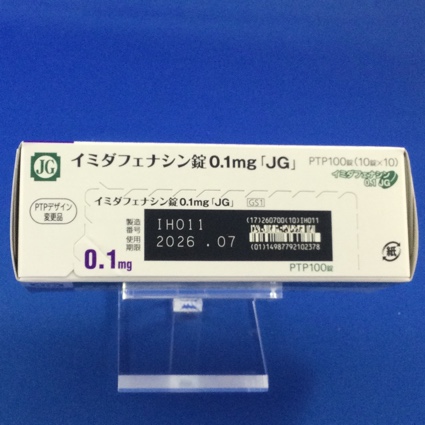 JG イミダフェナシン錠0.1mg「JG」 PTP100錠(10錠×10)
イミダフェナシン
0.1 JG
PTPデザイン
変更品
イミダフェナシン錠0.1mg「JG」 GS1
製造
番号 IH011
使用
期限 2026.07
(17)260700(10)IH011
(01)14987792102378
0.1mg
PTP100錠
紙